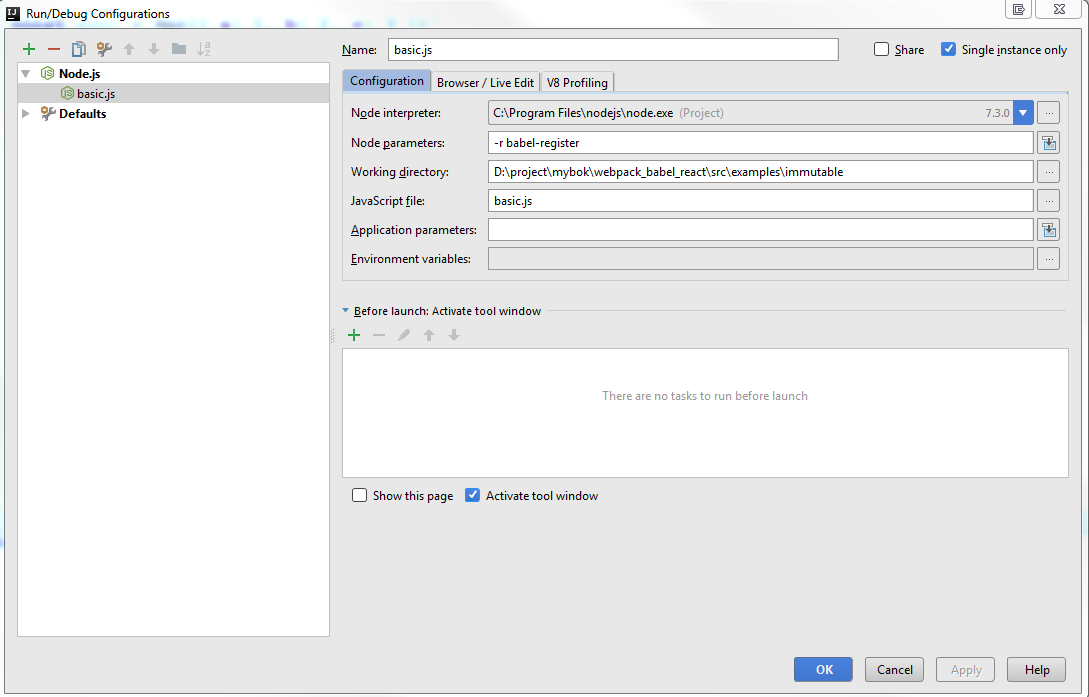 Run/Debug Configurations
Node.js
basic.js
Defaults
Name: basic.js Share Single instance only
Configuration Browser / Live Edit V8 Profiling
Node interpreter: C:\Program Files\nodejs\node.exe (Project) 7.3.0
Node parameters: -r babel-register
Working directory: D:\project\mybok\webpack_babel_react\src\examples\immutable
JavaScript file: basic.js
Application parameters:
Environment variables:
Before launch: Activate tool window
There are no tasks to run before launch
Show this page Activate tool window
OK Cancel Apply Help